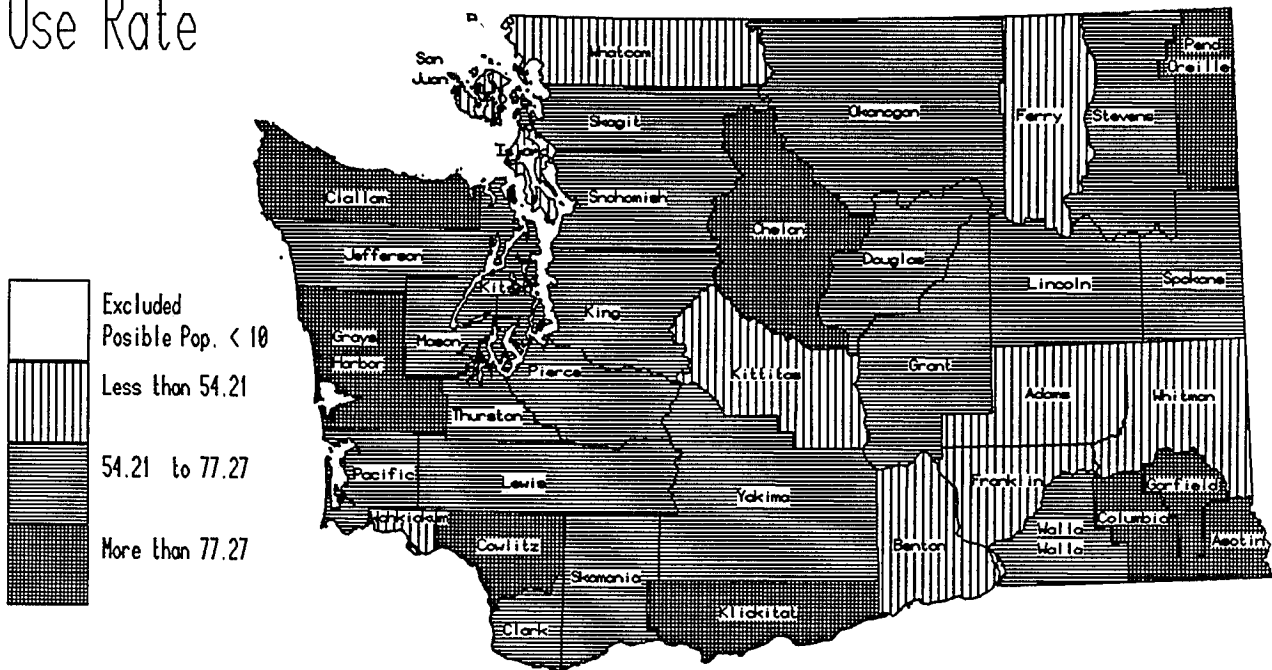 Use Rate
Excluded
Posible Pop. < 10
Less than 54.21
54.21 to 77.27
More than 77.27
San
Juan
Whatcom
Skagit
Island
Okanogan
Ferry
Stevens
Pend
Oreille
Clallam
Snohomish
Chelan
Jefferson
Douglas
Lincoln
Spokane
Kitsap
King
Grays
Harbor
Mason
Pierce
Kittitas
Grant
Adams
Whitman
Thurston
Pacific
Lewis
Yakima
Franklin
Garfield
Wahkiakum
Cowlitz
Benton
Walla
Walla
Columbia
Asotin
Skamania
Klickitat
Clark